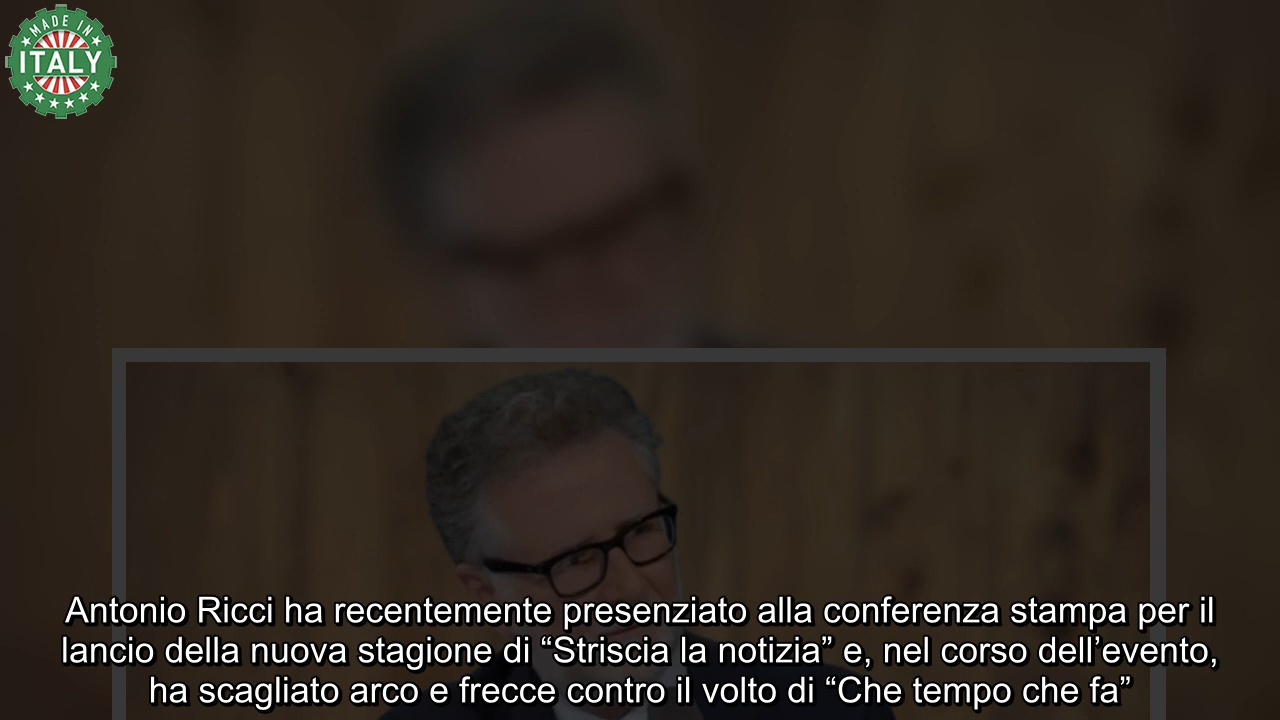 MADE IN
ITALY
Antonio Ricci ha recentemente presenziato alla conferenza stampa per il
lancio della nuova stagione di “Striscia la notizia” e, nel corso dell’evento,
ha scagliato arco e frecce contro il volto di “Che tempo che fa”